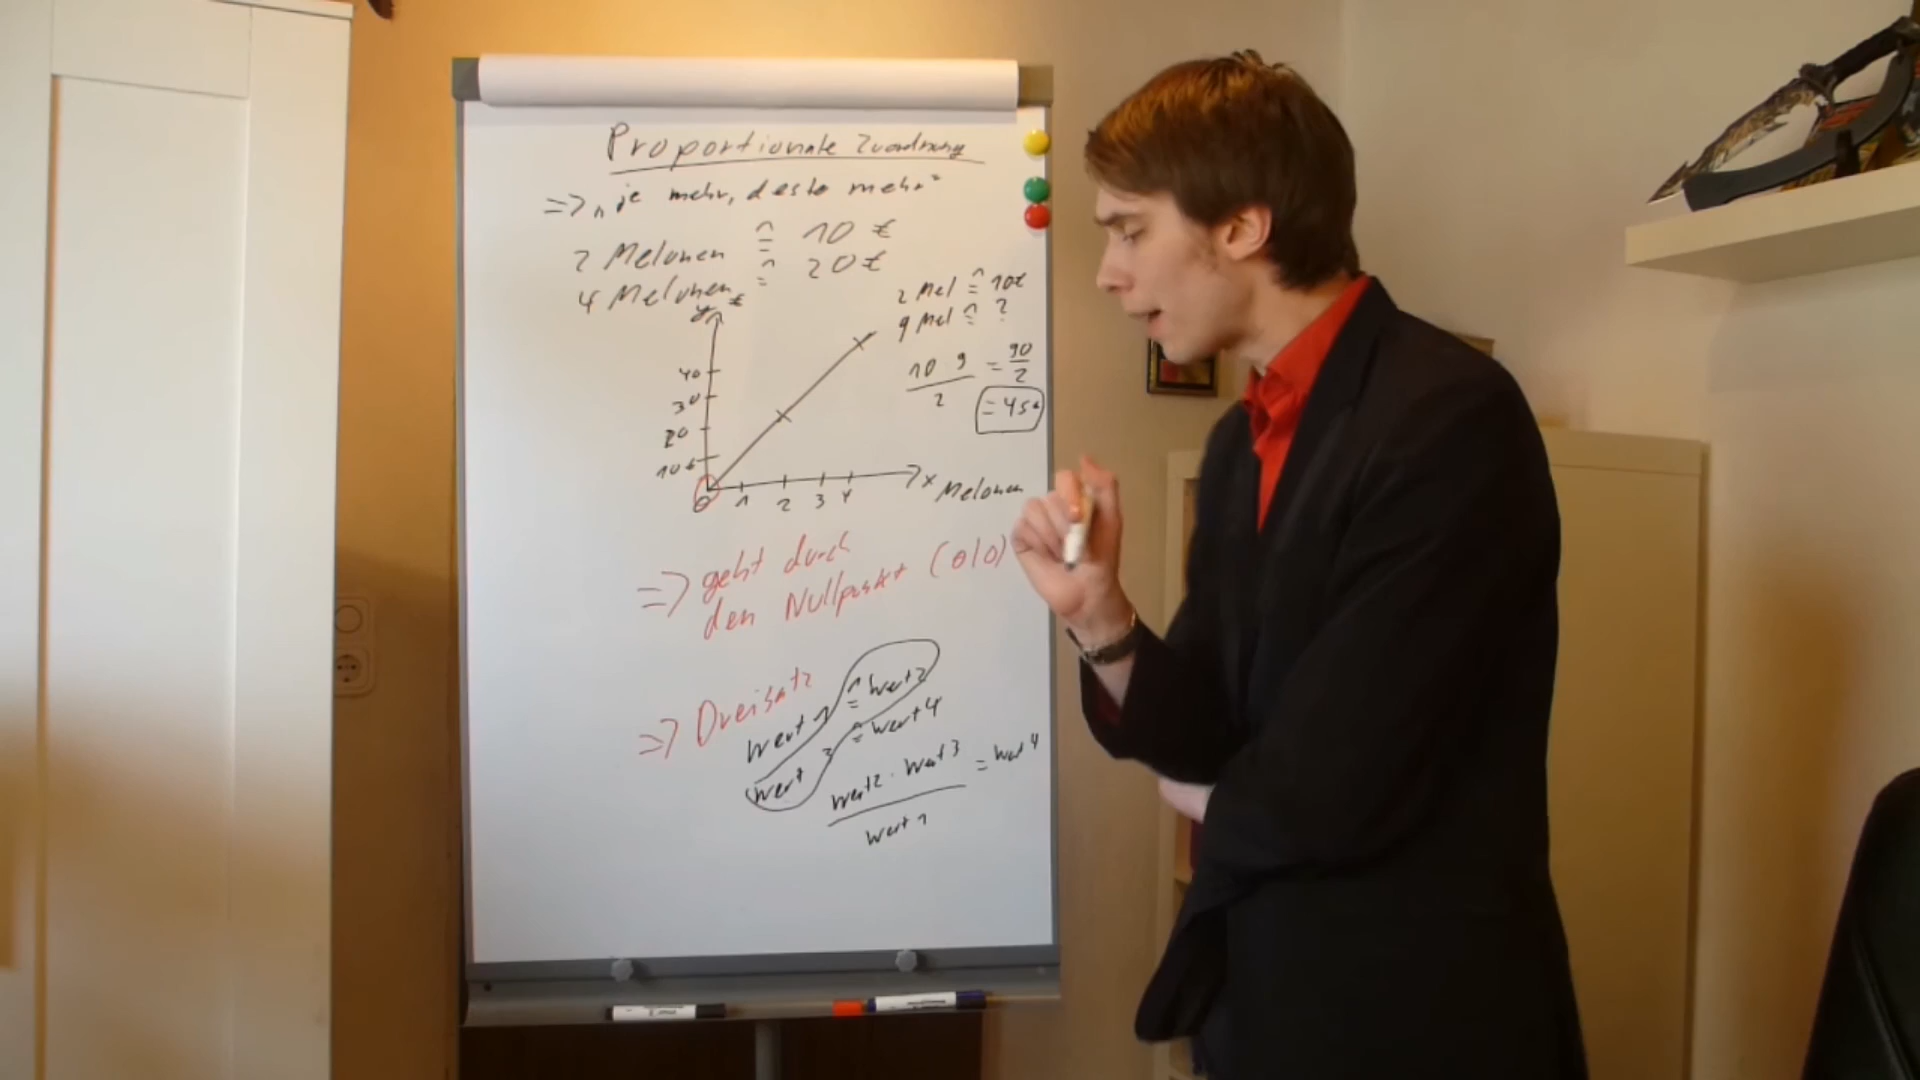 Proportionale Zuordnung
=> „je mehr, desto mehr"
2 Melonen ≙ 10 €
4 Melonen ≙ 20 €
2 Mel ≙ 10€
9 Mel ≙ ?
10 9 = 90
2 2
= 45€
y €
40
30
20
10€
0 1 2 3 4
x Melonen
=> geht durch
den Nullpunkt (0|0)
=> Dreisatz
Wert 1 ≙ Wert 2
Wert 3 ≙ Wert 4
Wert 2 . Wert 3 = Wert 4
Wert 1